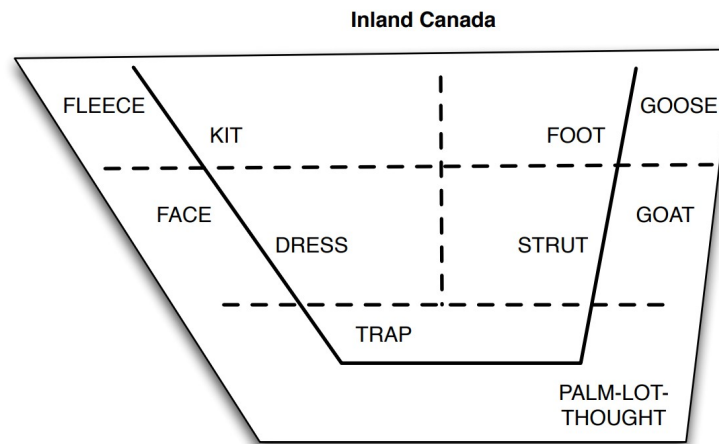 Inland Canada
FLEECE
GOOSE
KIT
FOOT
FACE
GOAT
DRESS
STRUT
TRAP
PALM-LOT-
THOUGHT